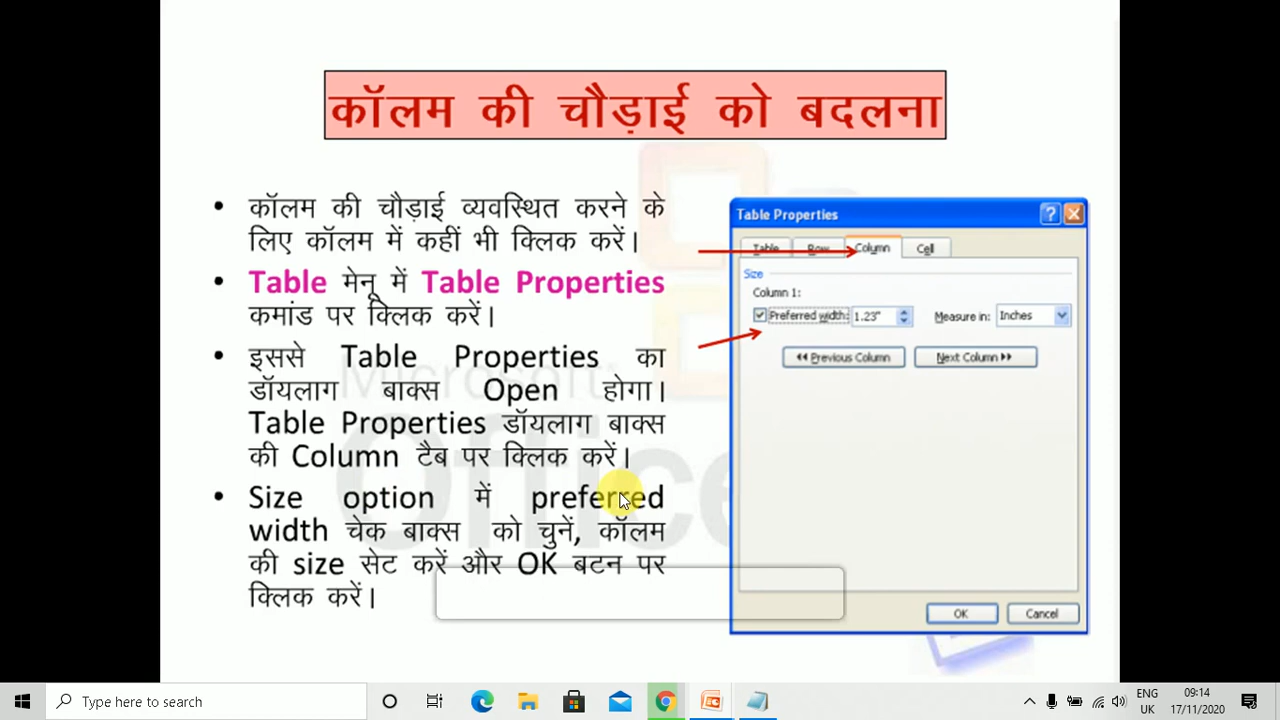 कॉलम की चौड़ाई को बदलना
• कॉलम की चौड़ाई व्यवस्थित करने के
लिए कॉलम में कहीं भी क्लिक करें।
• Table मेनू में Table Properties
कमांड पर क्लिक करें।
• इससे Table Properties का
डॉयलाग बाक्स Open होगा।
Table Properties डॉयलाग बाक्स
की Column टैब पर क्लिक करें।
• Size option में preferred
width चेक बाक्स को चुनें, कॉलम
की size सेट करें और OK बटन पर
क्लिक करें।
Microsoft
Office
Table Properties
Table Row Column Cell
Size
Column 1:
Preferred width: 1.23" Measure in: Inches
Previous Column Next Column
OK Cancel
Type here to search
ENG 09:14
UK 17/11/2020